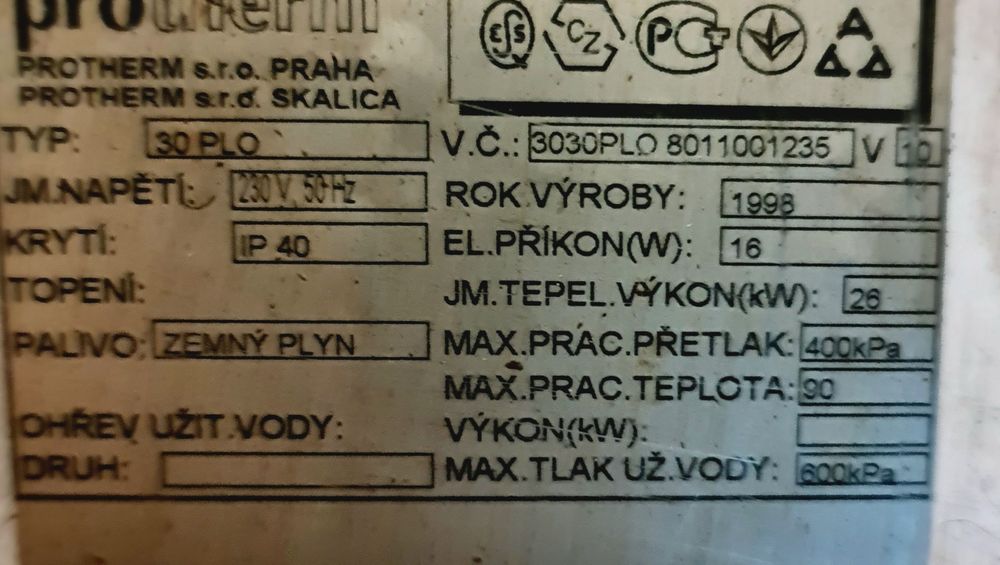 protherm
PROTHERM s.r.o. PRAHA
PROTHERM s.r.o. SKALICA
TYP: 30 PLO V.Č.: 3030PLO 8011001235 V 10
JM.NAPĚTÍ: 230 V, 50 Hz ROK VÝROBY: 1998
KRYTÍ: IP 40 EL.PŘÍKON(W): 16
TOPENÍ: JM.TEPEL.VÝKON(kW): 26
PALIVO: ZEMNÝ PLYN MAX.PRAC.PŘETLAK: 400kPa
MAX.PRAC.TEPLOTA: 90
OHŘEV UŽIT.VODY: VÝKON(kW):
DRUH: MAX.TLAK UŽ.VODY: 600kPa